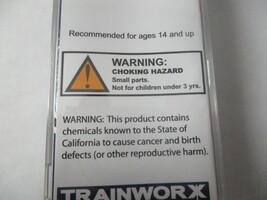 Recommended for ages 14 and up
WARNING:
CHOKING HAZARD
Small parts.
Not for children under 3 yrs.
WARNING: This product contains
chemicals known to the State of
California to cause cancer and birth
defects (or other reproductive harm).
TRAINWORX